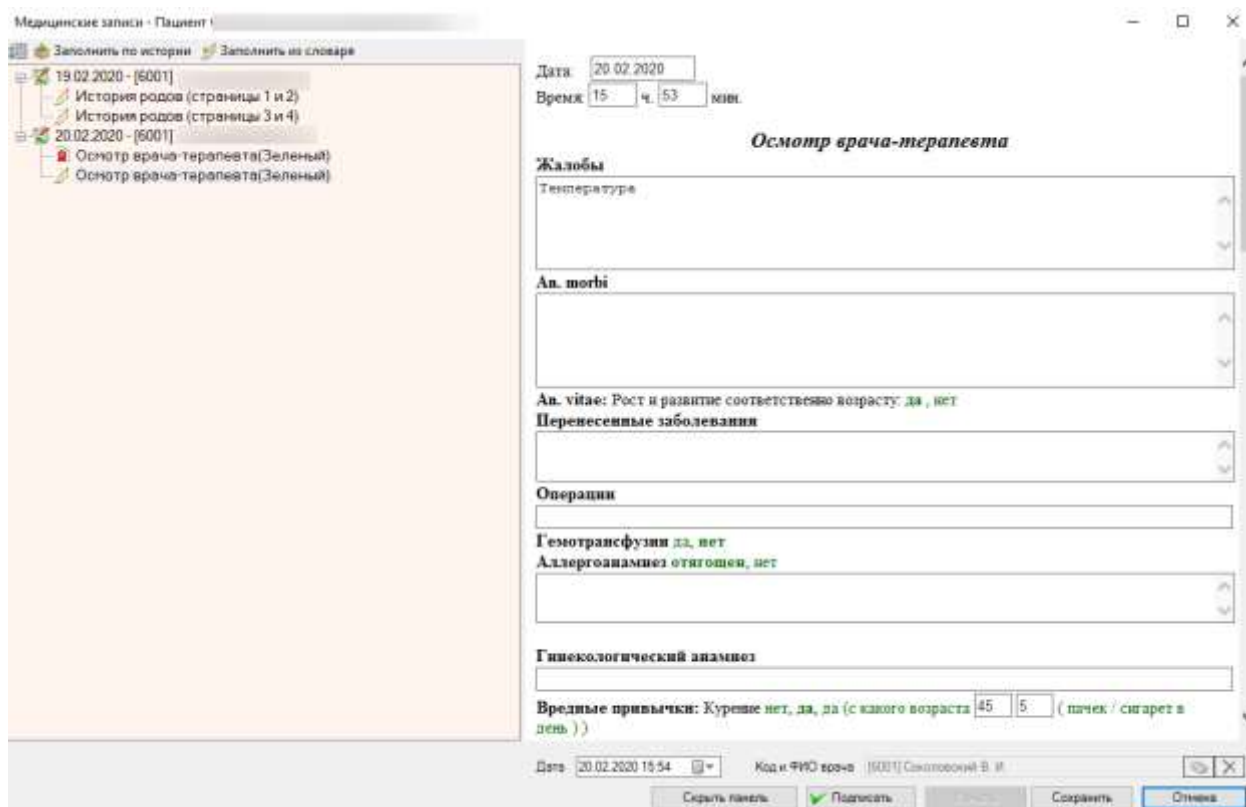 Медицинские записи - Пациент
Заполнить по истории Заполнить из словаря
19.02.2020 - [6001]
История родов (страницы 1 и 2)
История родов (страницы 3 и 4)
20.02.2020 - [6001]
Осмотр врача-терапевта(Зеленый)
Осмотр врача-терапевта(Зеленый)
Дата: 20.02.2020
Время: 15 ч. 53 мин.
Осмотр врача-терапевта
Жалобы
Температура
An. morbi
An. vitae: Рост и развитие соответственно возрасту: да , нет
Перенесенные заболевания
Операции
Гемотрансфузии да, нет
Аллергоанамнез отягощен, нет
Гинекологический анамнез
Вредные привычки: Курение нет, да, да (с какого возраста 45 5 ( пачек / сигарет в
день ) )
Дата 20.02.2020 15:54 Код и ФИО врача [6001] Соколовский В. И.
Скрыть панель Подписать Сохранить Отмена